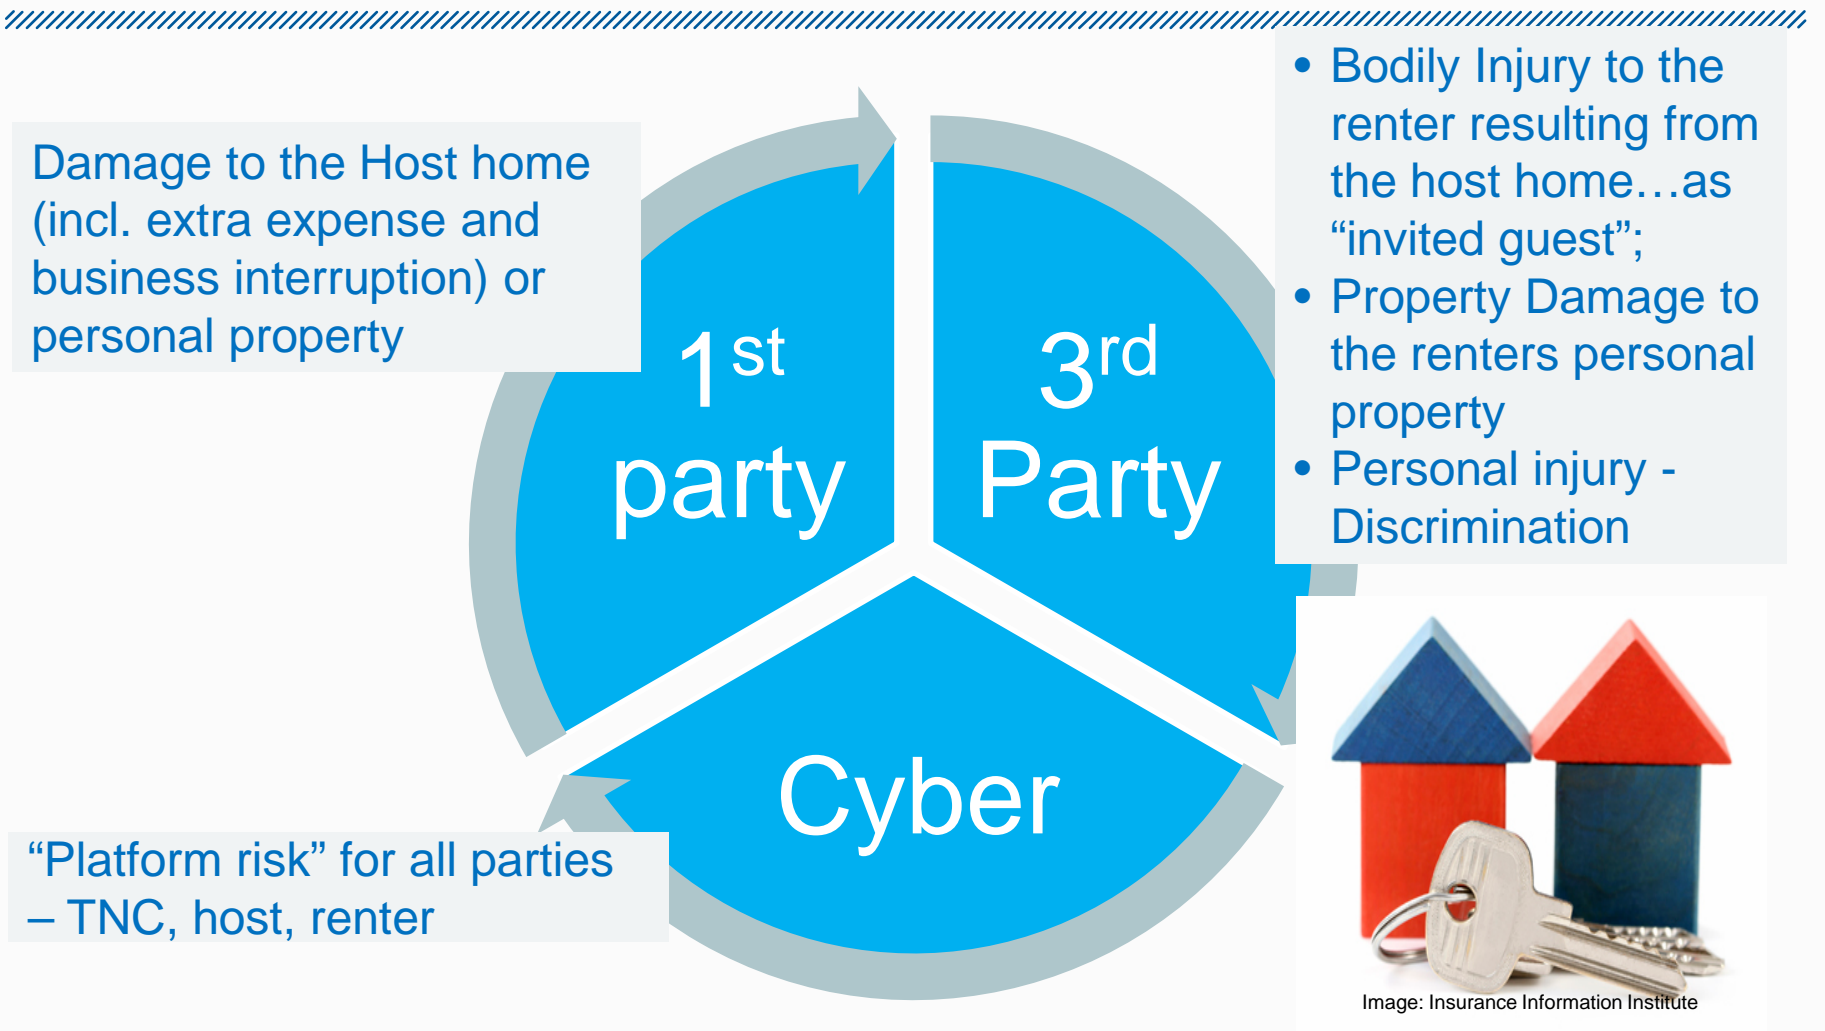 Damage to the Host home
(incl. extra expense and
business interruption) or
personal property
1st
party
3rd
Party
• Bodily Injury to the
renter resulting from
the host home…as
“invited guest”;
• Property Damage to
the renters personal
property
• Personal injury -
Discrimination
Cyber
“Platform risk” for all parties
– TNC, host, renter
Image: Insurance Information Institute